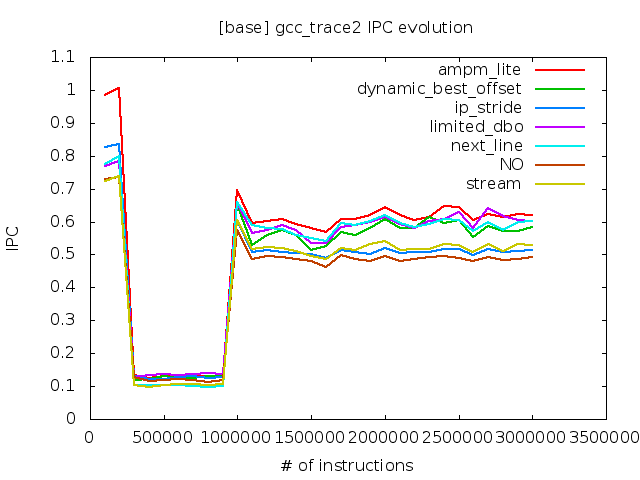 [base] gcc_trace2 IPC evolution
1.1
1
0.9
0.8
0.7
0.6
0.5
0.4
0.3
0.2
0.1
0
IPC
ampm_lite
dynamic_best_offset
ip_stride
limited_dbo
next_line
NO
stream
0 500000 1000000 1500000 2000000 2500000 3000000 3500000
# of instructions